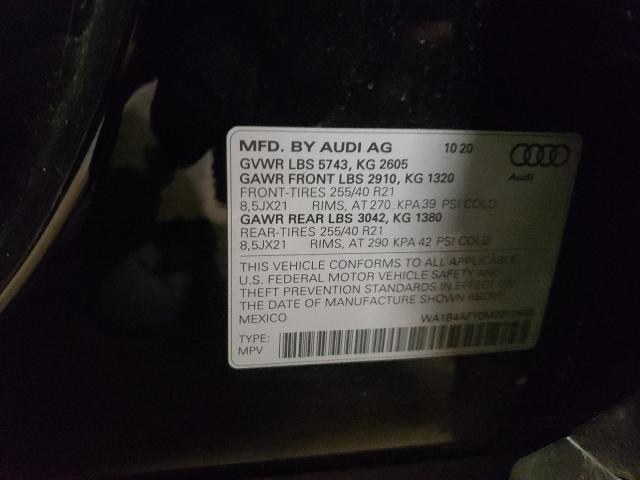 MFD. BY AUDI AG 10 20
GVWR LBS 5743, KG 2605
GAWR FRONT LBS 2910, KG 1320
FRONT-TIRES 255/40 R21
8,5JX21 RIMS, AT 270 KPA 39 PSI COLD
GAWR REAR LBS 3042, KG 1380
REAR-TIRES 255/40 R21
8,5JX21 RIMS, AT 290 KPA 42 PSI COLD
Audi
THIS VEHICLE CONFORMS TO ALL APPLICABLE
U.S. FEDERAL MOTOR VEHICLE SAFETY AND
THEFT PREVENTION STANDARDS IN EFFECT ON
THE DATE OF MANUFACTURE SHOWN ABOVE.
MEXICO
TYPE:
MPV